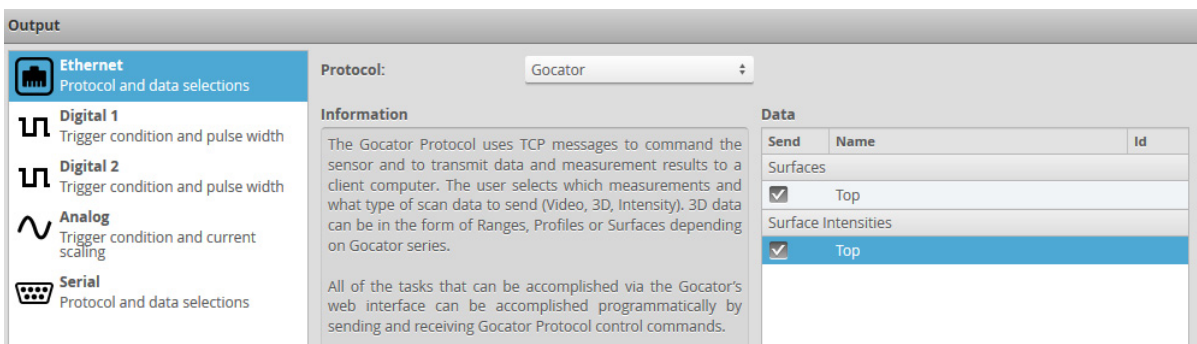 Output
Ethernet
Protocol and data selections
Digital 1
Trigger condition and pulse width
Digital 2
Trigger condition and pulse width
Analog
Trigger condition and current
scaling
Serial
Protocol and data selections
Protocol:
Gocator
Information
The Gocator Protocol uses TCP messages to command the
sensor and to transmit data and measurement results to a
client computer. The user selects which measurements and
what type of scan data to send (Video, 3D, Intensity). 3D data
can be in the form of Ranges, Profiles or Surfaces depending
on Gocator series.
All of the tasks that can be accomplished via the Gocator's
web interface can be accomplished programmatically by
sending and receiving Gocator Protocol control commands.
Data
Send Name Id
Surfaces
Top
Surface Intensities
Top